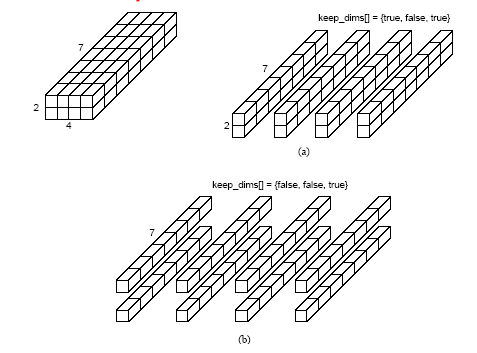 keep_dims[] = {true, false, true}
7
7
2
2
4
(a)
keep_dims[] = {false, false, true}
7
(b)